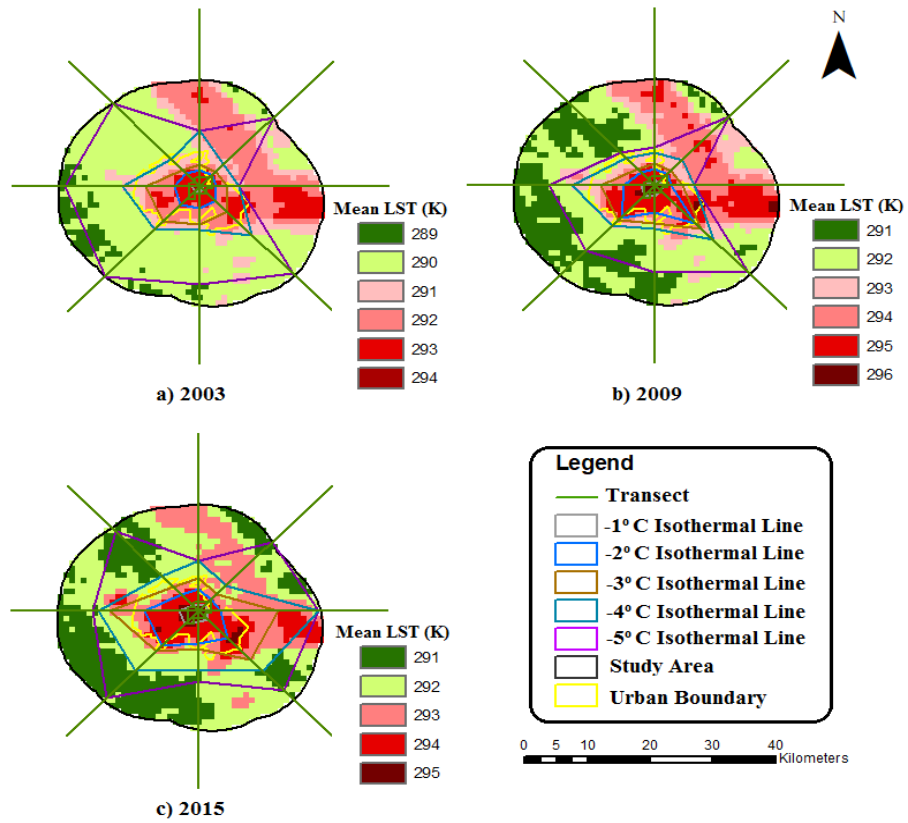 N
Mean LST (K)
289
290
291
292
293
294
a) 2003
Mean LST (K)
291
292
293
294
295
296
b) 2009
Mean LST (K)
291
292
293
294
295
c) 2015
Legend
Transect
-1° C Isothermal Line
-2° C Isothermal Line
-3° C Isothermal Line
-4° C Isothermal Line
-5° C Isothermal Line
Study Area
Urban Boundary
0 5 10 20 30 40
Kilometers